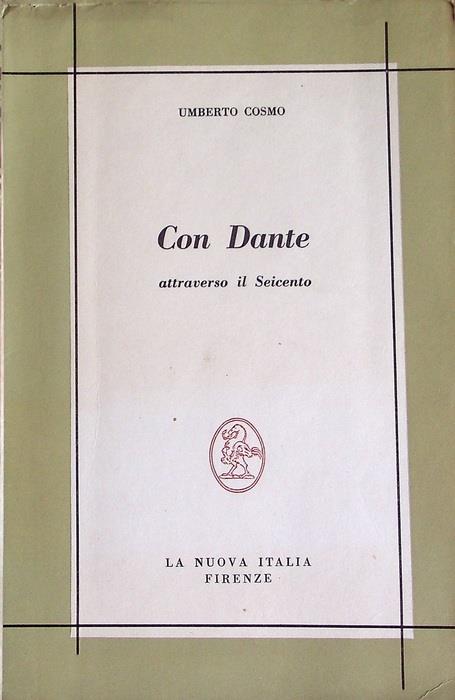 UMBERTO COSMO
Con Dante
attraverso il Seicento
LA NUOVA ITALIA
FIRENZE